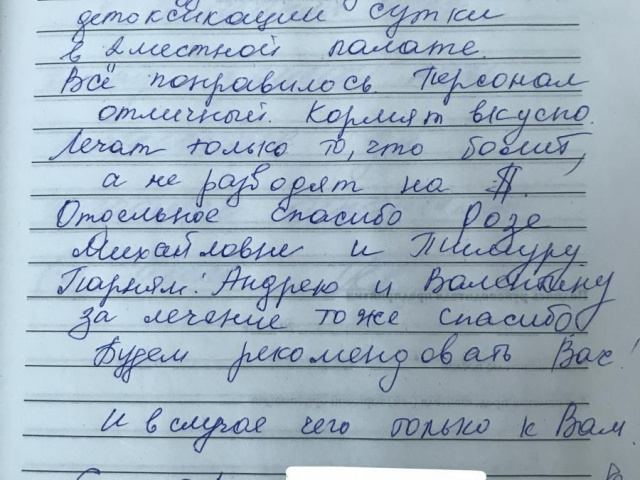 детоксикации сутки
в 2местной палате.
Всё понравилось. Персонал
отличный. Кормят вкусно.
Лечат только то, что болит,
а не разводят на
Отдельное спасибо Розе
Михайловне и Тимуру
Парням: Андрею и Валентину
за лечение тоже спасибо
Будем рекомендовать Вас!
И в случае чего только к Вам.